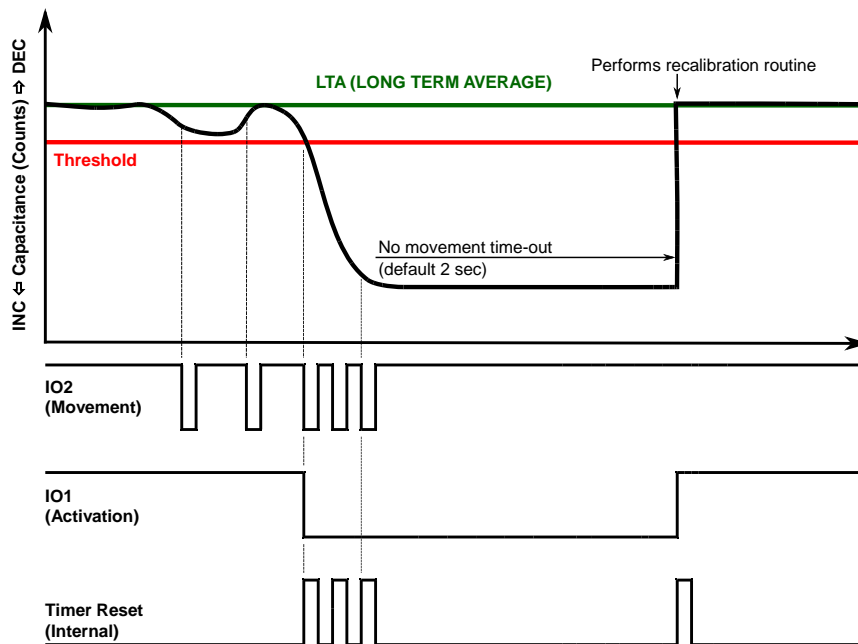 Performs recalibration routine
LTA (LONG TERM AVERAGE)
Threshold
INC ⇦ Capacitance (Counts) ⇨ DEC
No movement time-out
(default 2 sec)
IO2
(Movement)
IO1
(Activation)
Timer Reset
(Internal)